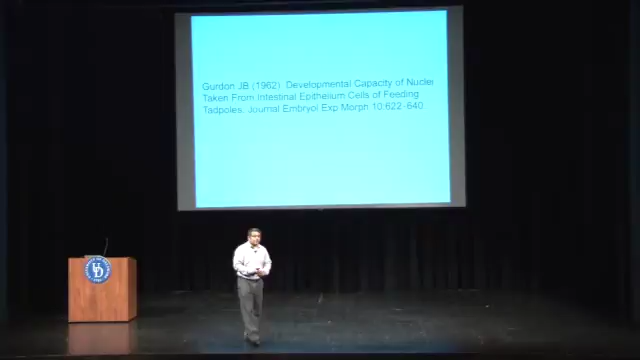 Gurdon JB (1962). Developmental Capacity of Nuclei
Taken From Intestinal Epithelium Cells of Feeding
Tadpoles. Journal Embryol Exp Morph 10:622-640.
UD